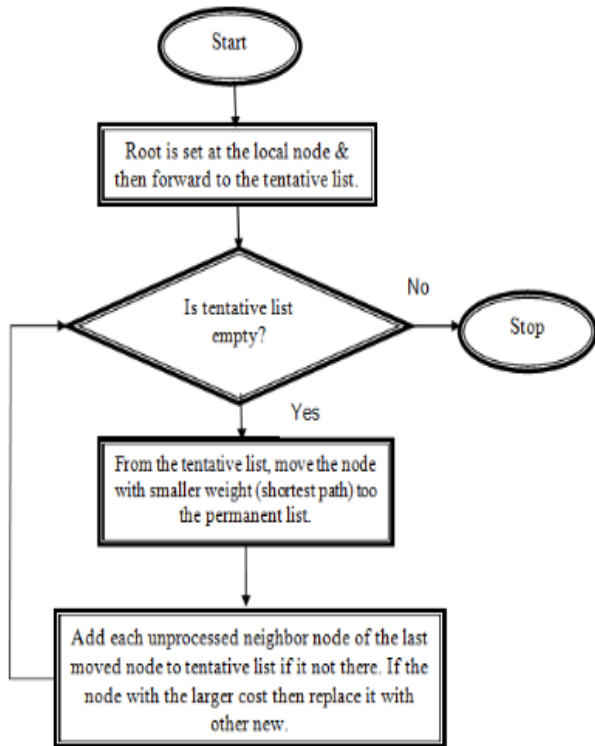 Start
Root is set at the local node &
then forward to the tentative list.
Is tentative list
empty?
No
Stop
Yes
From the tentative list, move the node
with smaller weight (shortest path) too
the permanent list.
Add each unprocessed neighbor node of the last
moved node to tentative list if it not there. If the
node with the larger cost then replace it with
other new.